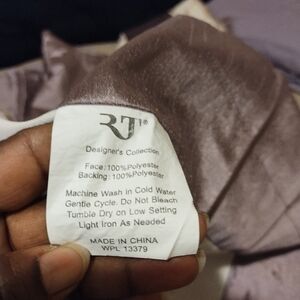 RT®
Designer's Collection
Face:100%Polyester
Backing:100%Polyester
Machine Wash in Cold Water
Gentle Cycle. Do Not Bleach
Tumble Dry on Low Setting
Light Iron As Needed
MADE IN CHINA
WPL 13379